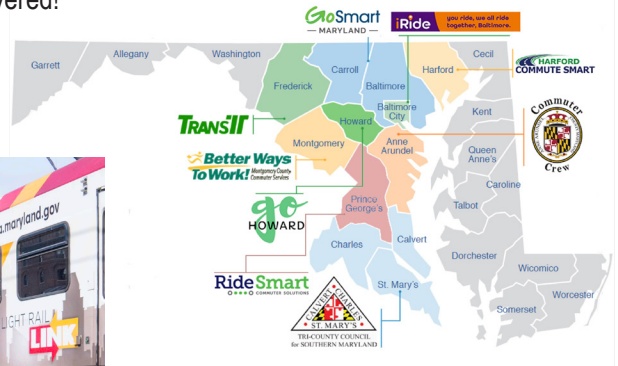 vered!
GoSmart
— MARYLAND —
iRide
you ride, we all ride
together, Baltimore.
Garrett
Allegany
Washington
Frederick
Carroll
Baltimore
Harford
Cecil
HARFORD
COMMUTE SMART
Baltimore
City
Howard
Kent
Commuter
Crew
TRANSIT
Montgomery
Anne
Arundel
Queen
Anne's
Better Ways
To Work!
Montgomery County
Commuter Services
Caroline
go
HOWARD
Prince
George's
Talbot
Charles
Calvert
Dorchester
Wicomico
Worcester
Somerset
RideSmart
COMMUTER SOLUTIONS
St. Mary's
CALVERT
CHARLES
ST. MARY'S
TRI-COUNTY COUNCIL
for SOUTHERN MARYLAND
a.maryland.gov
LIGHT RAIL
LINK